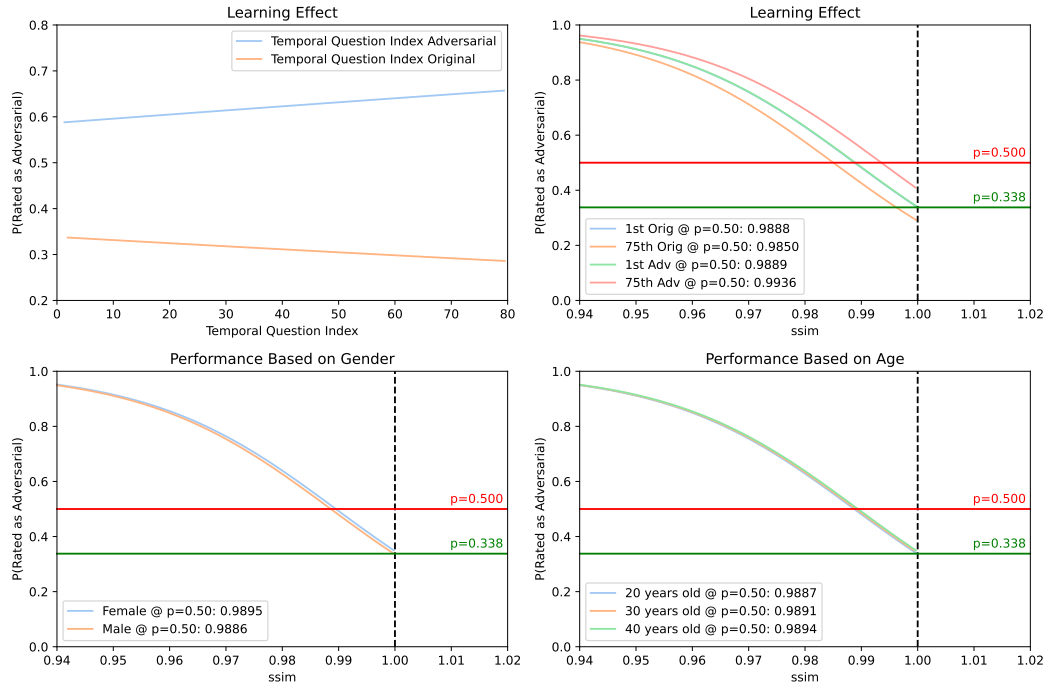 Learning Effect
0.8
0.7
0.6
0.5
0.4
0.3
0.2
P(Rated as Adversarial)
Temporal Question Index Adversarial
Temporal Question Index Original
0 10 20 30 40 50 60 70 80
Temporal Question Index
Learning Effect
1.0
0.8
0.6
0.4
0.2
0.0
P(Rated as Adversarial)
p=0.500
p=0.338
1st Orig @ p=0.50: 0.9888
75th Orig @ p=0.50: 0.9850
1st Adv @ p=0.50: 0.9889
75th Adv @ p=0.50: 0.9936
0.94 0.95 0.96 0.97 0.98 0.99 1.00 1.01 1.02
ssim
Performance Based on Gender
1.0
0.8
0.6
0.4
0.2
0.0
P(Rated as Adversarial)
p=0.500
p=0.338
Female @ p=0.50: 0.9895
Male @ p=0.50: 0.9886
0.94 0.95 0.96 0.97 0.98 0.99 1.00 1.01 1.02
ssim
Performance Based on Age
1.0
0.8
0.6
0.4
0.2
0.0
P(Rated as Adversarial)
p=0.500
p=0.338
20 years old @ p=0.50: 0.9887
30 years old @ p=0.50: 0.9891
40 years old @ p=0.50: 0.9894
0.94 0.95 0.96 0.97 0.98 0.99 1.00 1.01 1.02
ssim